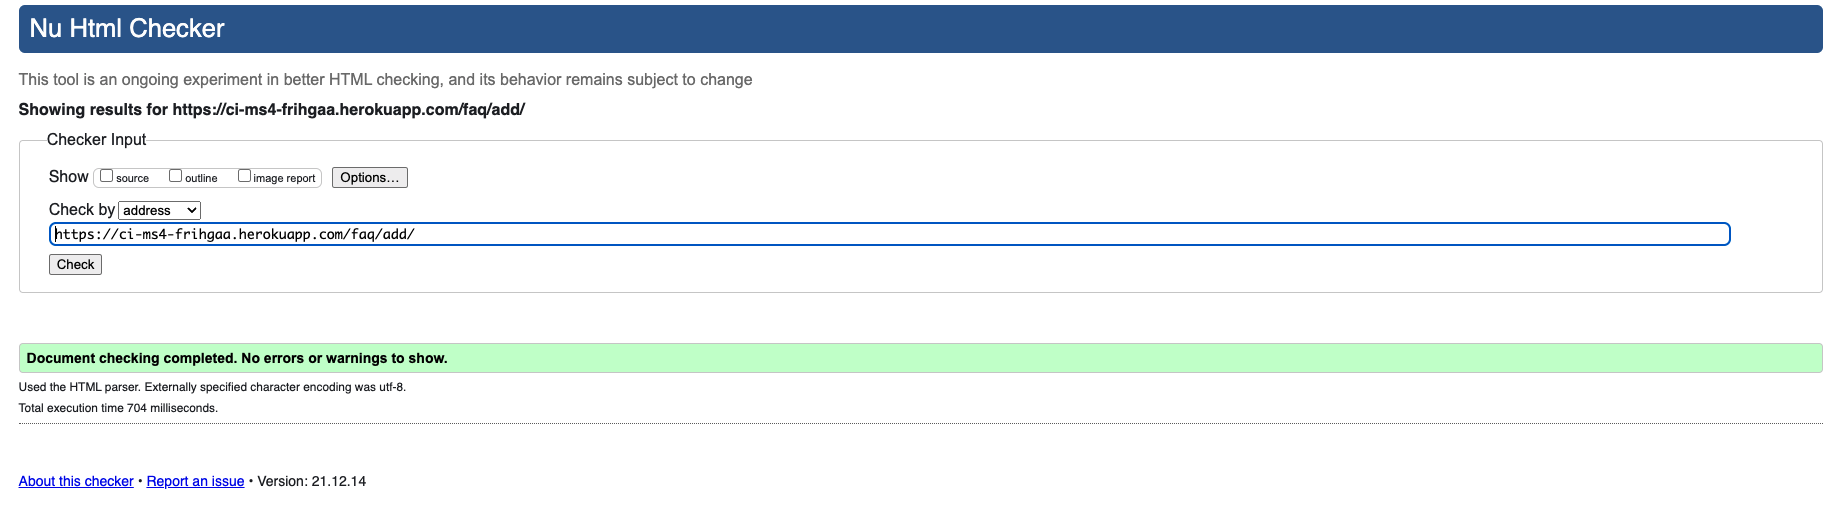 Nu Html Checker
This tool is an ongoing experiment in better HTML checking, and its behavior remains subject to change
Showing results for https://ci-ms4-frihgaa.herokuapp.com/faq/add/
Checker Input
Show source outline image report Options...
Check by address
https://ci-ms4-frihgaa.herokuapp.com/faq/add/
Check
Document checking completed. No errors or warnings to show.
Used the HTML parser. Externally specified character encoding was utf-8.
Total execution time 704 milliseconds.
About this checker • Report an issue • Version: 21.12.14